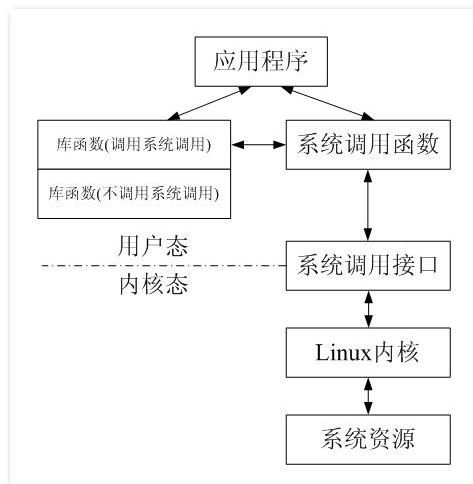 应用程序
库函数(调用系统调用)
系统调用函数
库函数(不调用系统调用)
用户态
内核态
系统调用接口
Linux内核
系统资源